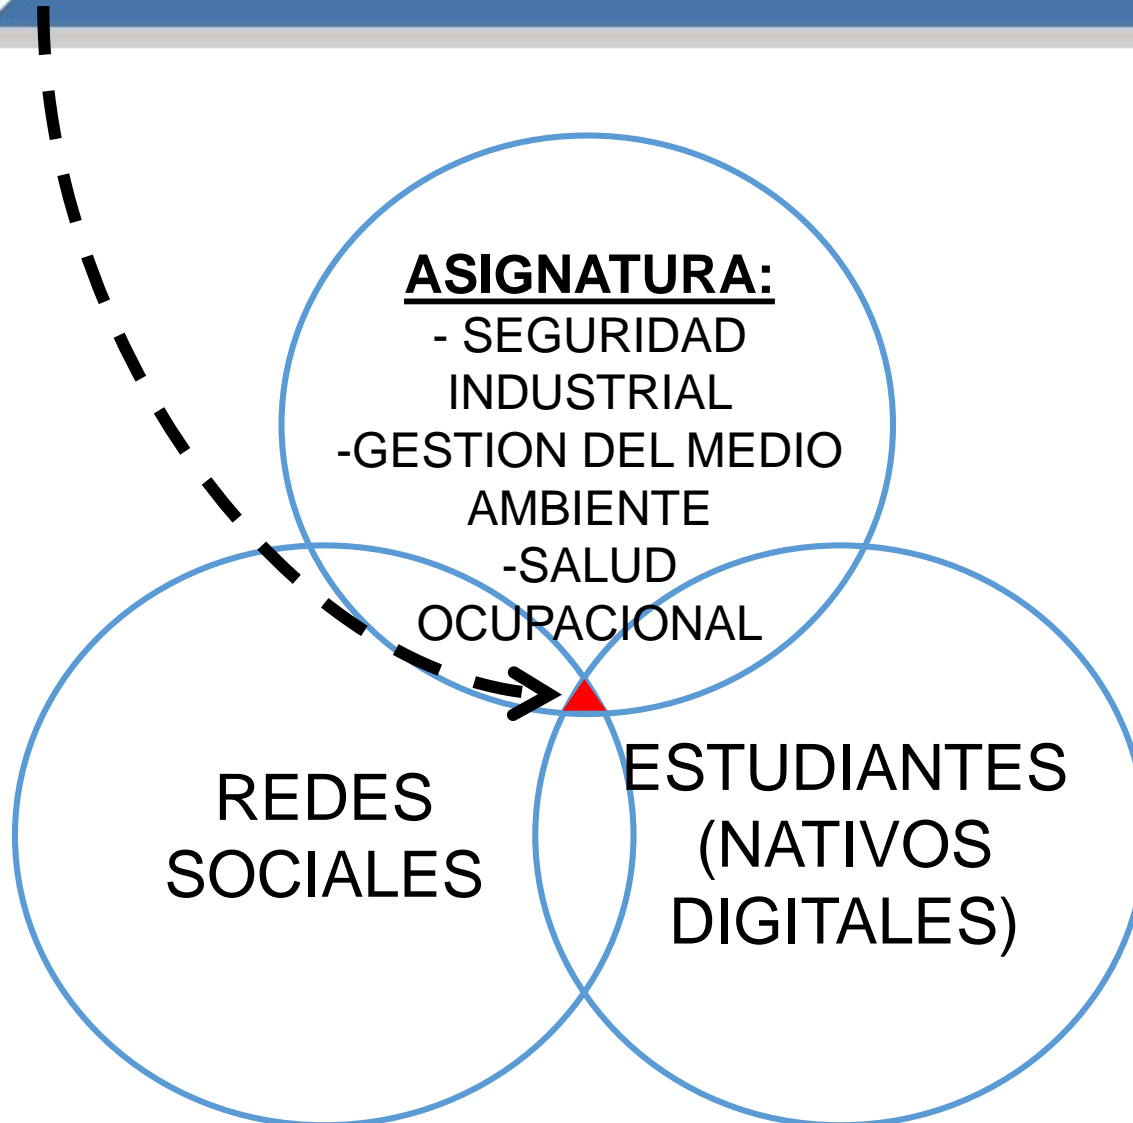 ASIGNATURA:
- SEGURIDAD
INDUSTRIAL
-GESTION DEL MEDIO
AMBIENTE
-SALUD
OCUPACIONAL
REDES
SOCIALES
ESTUDIANTES
(NATIVOS
DIGITALES)